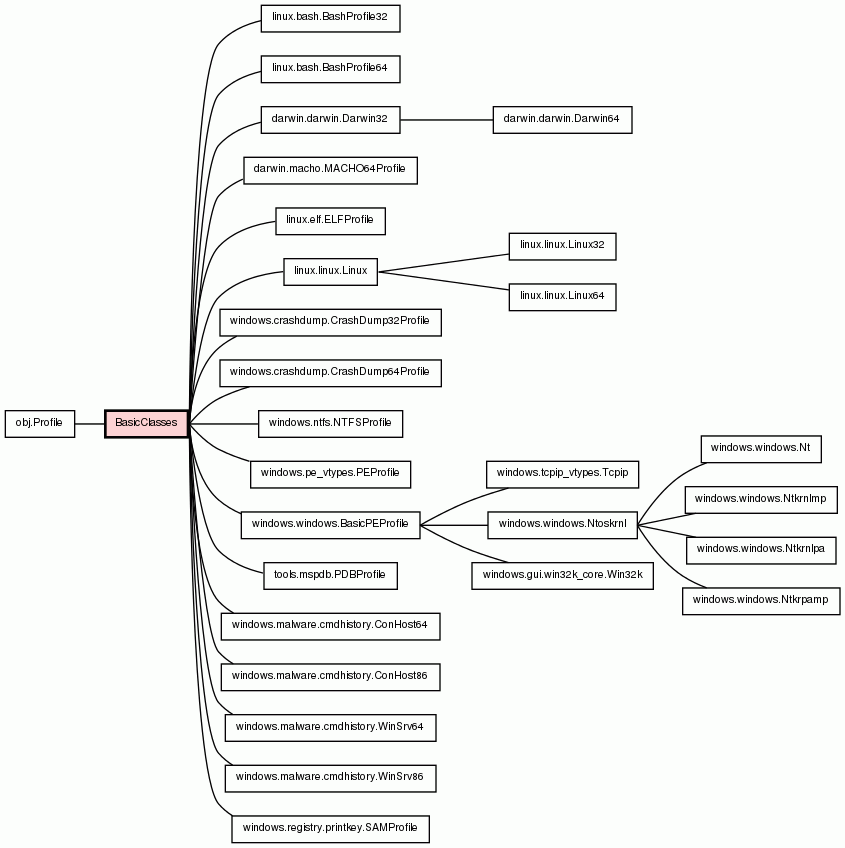 linux.bash.BashProfile32
linux.bash.BashProfile64
darwin.darwin.Darwin32
darwin.darwin.Darwin64
darwin.macho.MACHO64Profile
linux.elf.ELFProfile
linux.linux.Linux
linux.linux.Linux32
linux.linux.Linux64
windows.crashdump.CrashDump32Profile
windows.crashdump.CrashDump64Profile
obj.Profile
BasicClasses
windows.ntfs.NTFSProfile
windows.pe_vtypes.PEProfile
windows.windows.BasicPEProfile
windows.tcpip_vtypes.Tcpip
windows.windows.Ntoskrnl
windows.gui.win32k_core.Win32k
windows.windows.Nt
windows.windows.Ntkrnlmp
windows.windows.Ntkrnlpa
windows.windows.Ntkrpamp
tools.mspdb.PDBProfile
windows.malware.cmdhistory.ConHost64
windows.malware.cmdhistory.ConHost86
windows.malware.cmdhistory.WinSrv64
windows.malware.cmdhistory.WinSrv86
windows.registry.printkey.SAMProfile